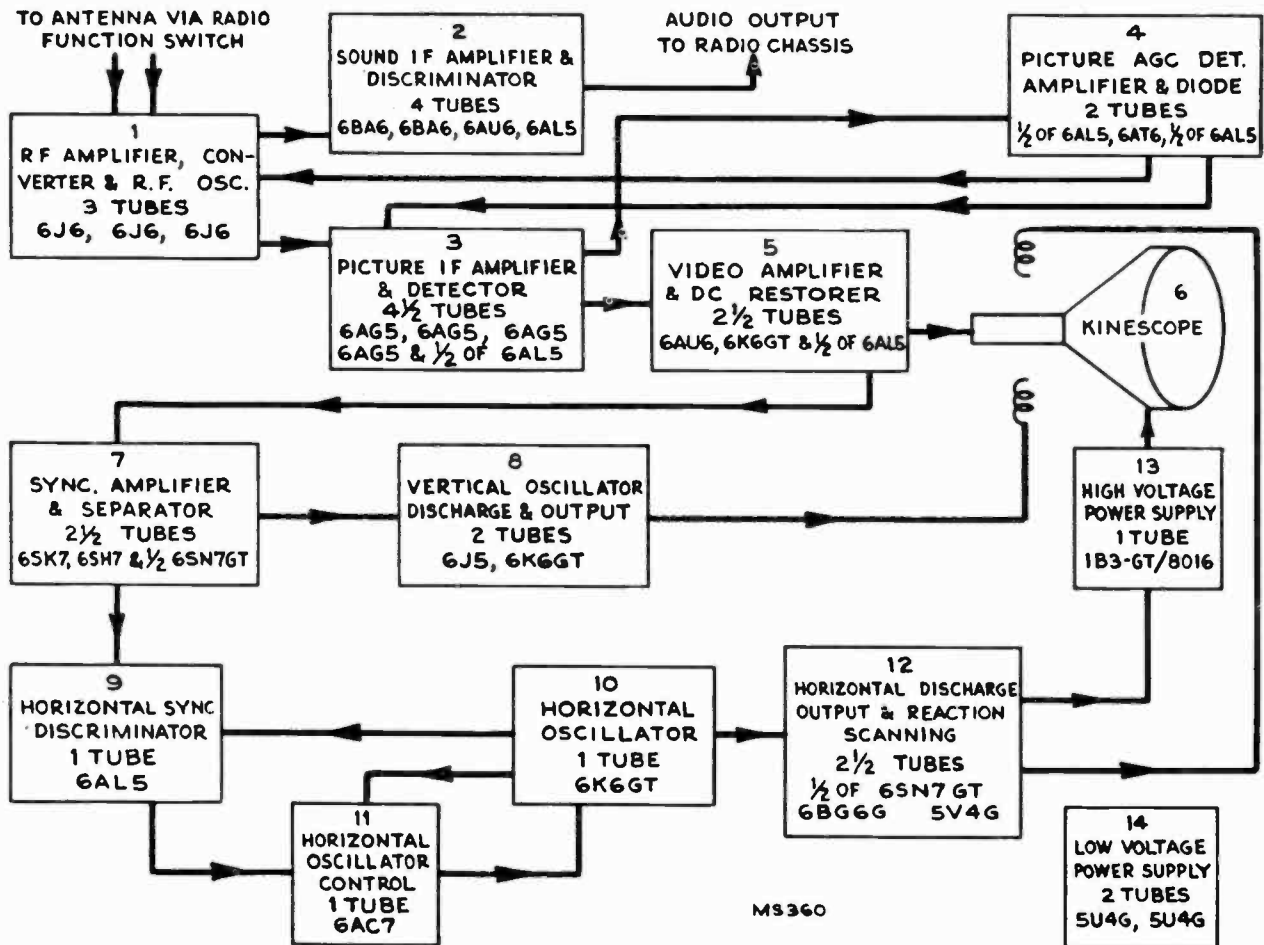 TO ANTENNA VIA RADIO
FUNCTION SWITCH
2
SOUND IF AMPLIFIER &
DISCRIMINATOR
4 TUBES
6BA6, 6BA6, 6AU6, 6AL5
AUDIO OUTPUT
TO RADIO CHASSIS
4
PICTURE AGC DET.
AMPLIFIER & DIODE
2 TUBES
½ OF 6AL5, 6AT6, ½ OF 6AL5
1
RF AMPLIFIER, CON-
VERTER & R.F. OSC.
3 TUBES
6J6, 6J6, 6J6
3
PICTURE IF AMPLIFIER
& DETECTOR
4½ TUBES
6AG5, 6AG5, 6AG5
6AG5 & ½ OF 6AL5
5
VIDEO AMPLIFIER
& DC RESTORER
2½ TUBES
6AU6, 6K6GT & ½ OF 6AL5
6
KINESCOPE
7
SYNC. AMPLIFIER
& SEPARATOR
2½ TUBES
6SK7, 6SH7 & ½ 6SN7GT
8
VERTICAL OSCILLATOR
DISCHARGE & OUTPUT
2 TUBES
6J5, 6K6GT
13
HIGH VOLTAGE
POWER SUPPLY
1 TUBE
1B3-GT/8016
9
HORIZONTAL SYNC
DISCRIMINATOR
1 TUBE
6AL5
10
HORIZONTAL
OSCILLATOR
1 TUBE
6K6GT
12
HORIZONTAL DISCHARGE
OUTPUT & REACTION
SCANNING
2½ TUBES
½ OF 6SN7 GT
6BG6G 5V4G
11
HORIZONTAL
OSCILLATOR
CONTROL
1 TUBE
6AC7
14
LOW VOLTAGE
POWER SUPPLY
2 TUBES
5U4G, 5U4G
MS360